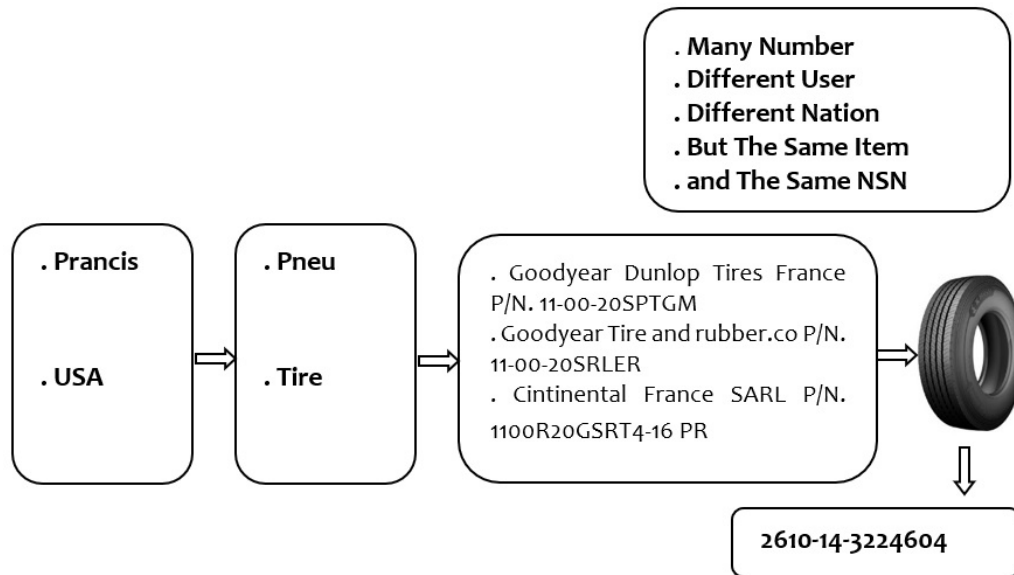 . Many Number
. Different User
. Different Nation
. But The Same Item
. and The Same NSN
. Prancis
. USA
. Pneu
. Tire
. Goodyear Dunlop Tires France
P/N. 11-00-20SPTGM
. Goodyear Tire and rubber.co P/N.
11-00-20SRLER
. Cintinental France SARL P/N.
1100R20GSRT4-16 PR
2610-14-3224604